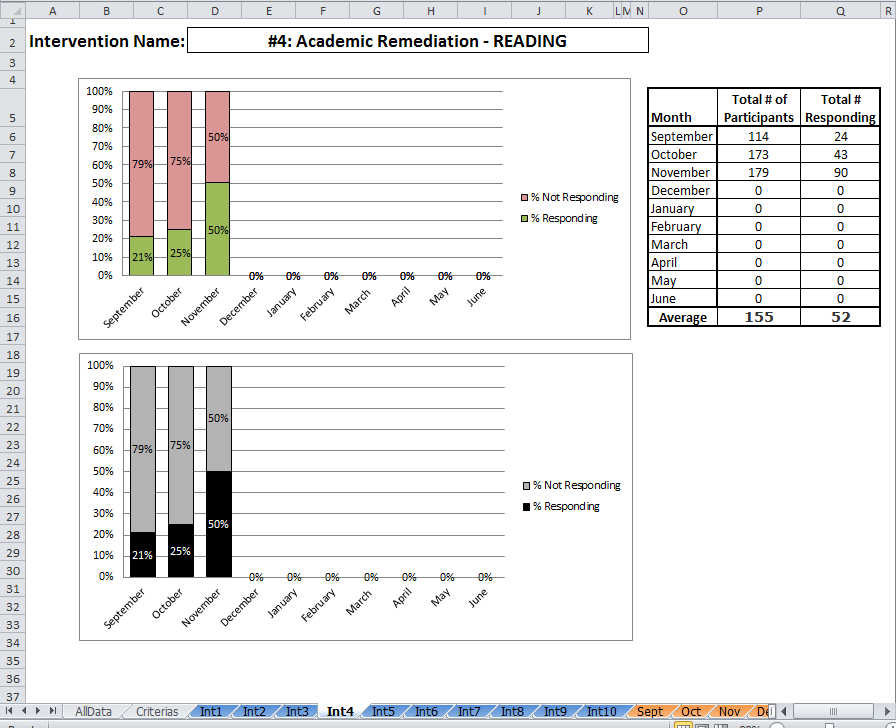 A B C D E F G H I J K L M N O P Q R
1
2 Intervention Name: #4: Academic Remediation - READING
3
4
5 Month Total # of Participants Total # Responding
6 September 114 24
7 October 173 43
8 November 179 90
9 December 0 0
10 January 0 0
11 February 0 0
12 March 0 0
13 April 0 0
14 May 0 0
15 June 0 0
16 Average 155 52
17
18
19
20
21
22
23
24
25
26
27
28
29
30
31
32
33
34
35
36
37
100%
90%
80%
70%
60%
50%
40%
30%
20%
10%
0%
79% 75% 50%
21% 25% 50%
0% 0% 0% 0% 0% 0% 0%
September October November December January February March April May June
% Not Responding
% Responding
100%
90%
80%
70%
60%
50%
40%
30%
20%
10%
0%
79% 75% 50%
21% 25% 50%
0% 0% 0% 0% 0% 0% 0%
September October November December January February March April May June
% Not Responding
% Responding
AllData Criterias Int1 Int2 Int3 Int4 Int5 Int6 Int7 Int8 Int9 Int10 Sept Oct Nov